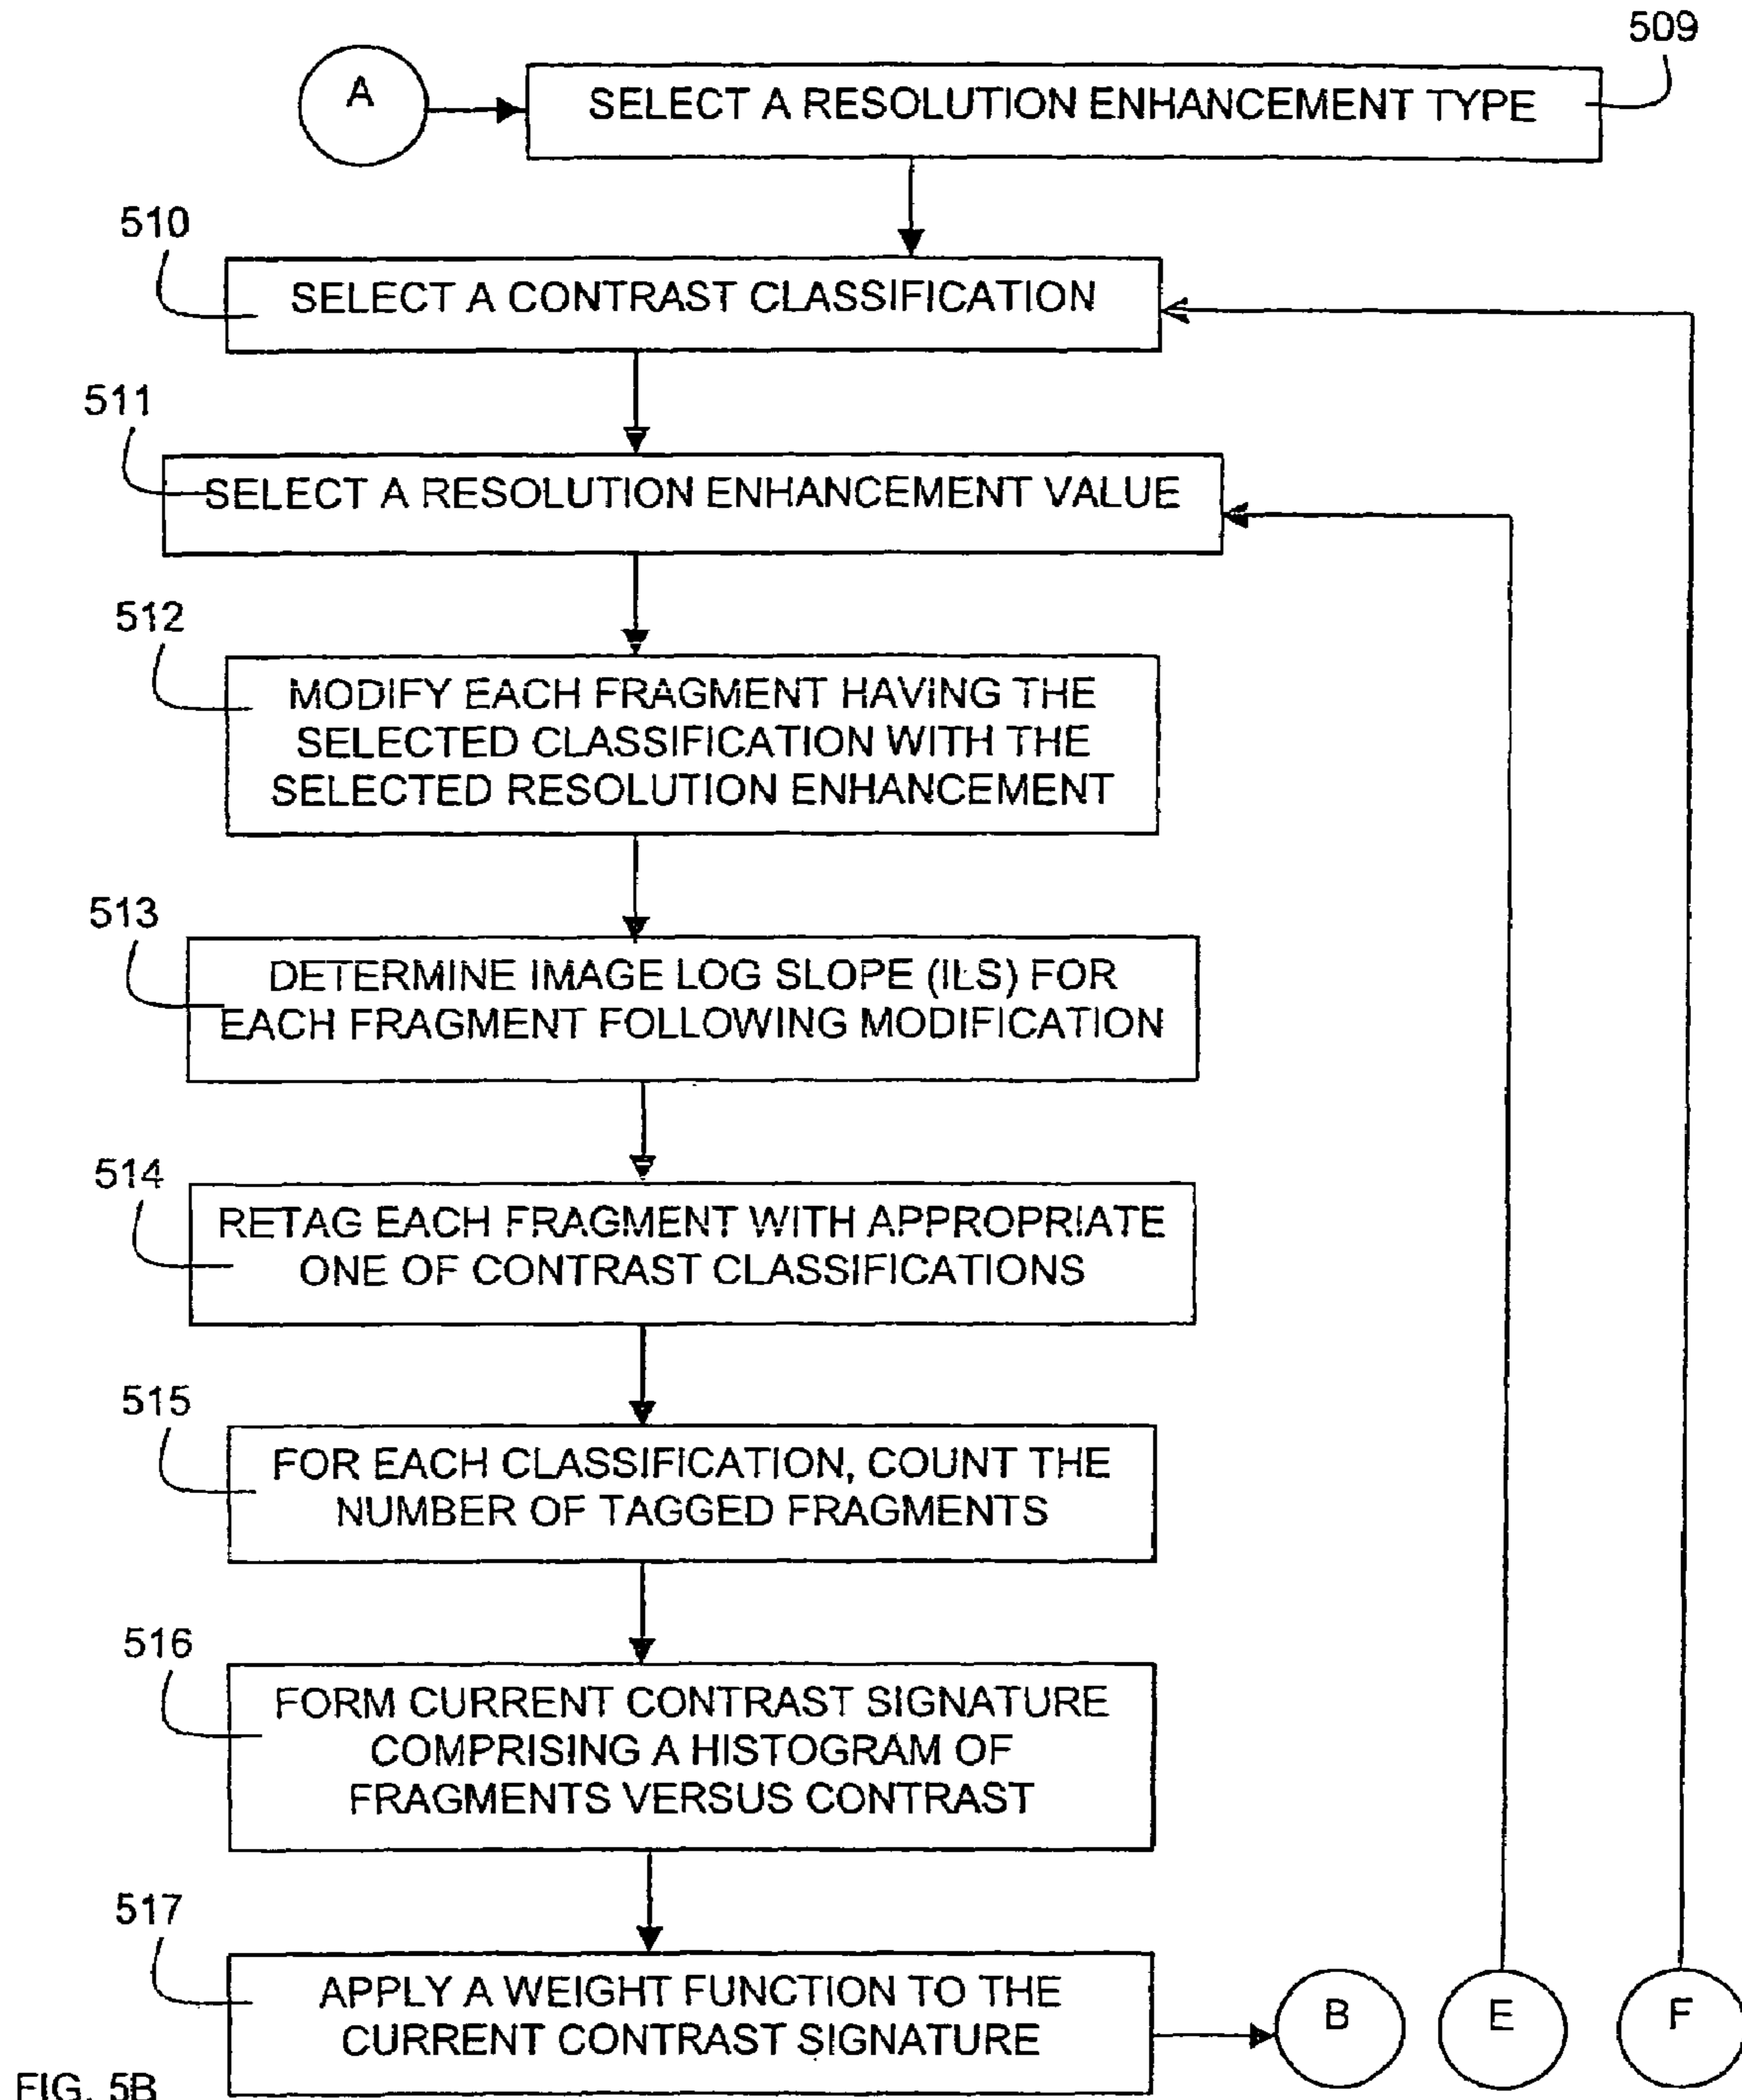 509
A
SELECT A RESOLUTION ENHANCEMENT TYPE
510
SELECT A CONTRAST CLASSIFICATION
511
SELECT A RESOLUTION ENHANCEMENT VALUE
512
MODIFY EACH FRAGMENT HAVING THE
SELECTED CLASSIFICATION WITH THE
SELECTED RESOLUTION ENHANCEMENT
513
DETERMINE IMAGE LOG SLOPE (ILS) FOR
EACH FRAGMENT FOLLOWING MODIFICATION
514
RETAG EACH FRAGMENT WITH APPROPRIATE
ONE OF CONTRAST CLASSIFICATIONS
515
FOR EACH CLASSIFICATION, COUNT THE
NUMBER OF TAGGED FRAGMENTS
516
FORM CURRENT CONTRAST SIGNATURE
COMPRISING A HISTOGRAM OF
FRAGMENTS VERSUS CONTRAST
517
APPLY A WEIGHT FUNCTION TO THE
CURRENT CONTRAST SIGNATURE
B
E
F
FIG. 5B